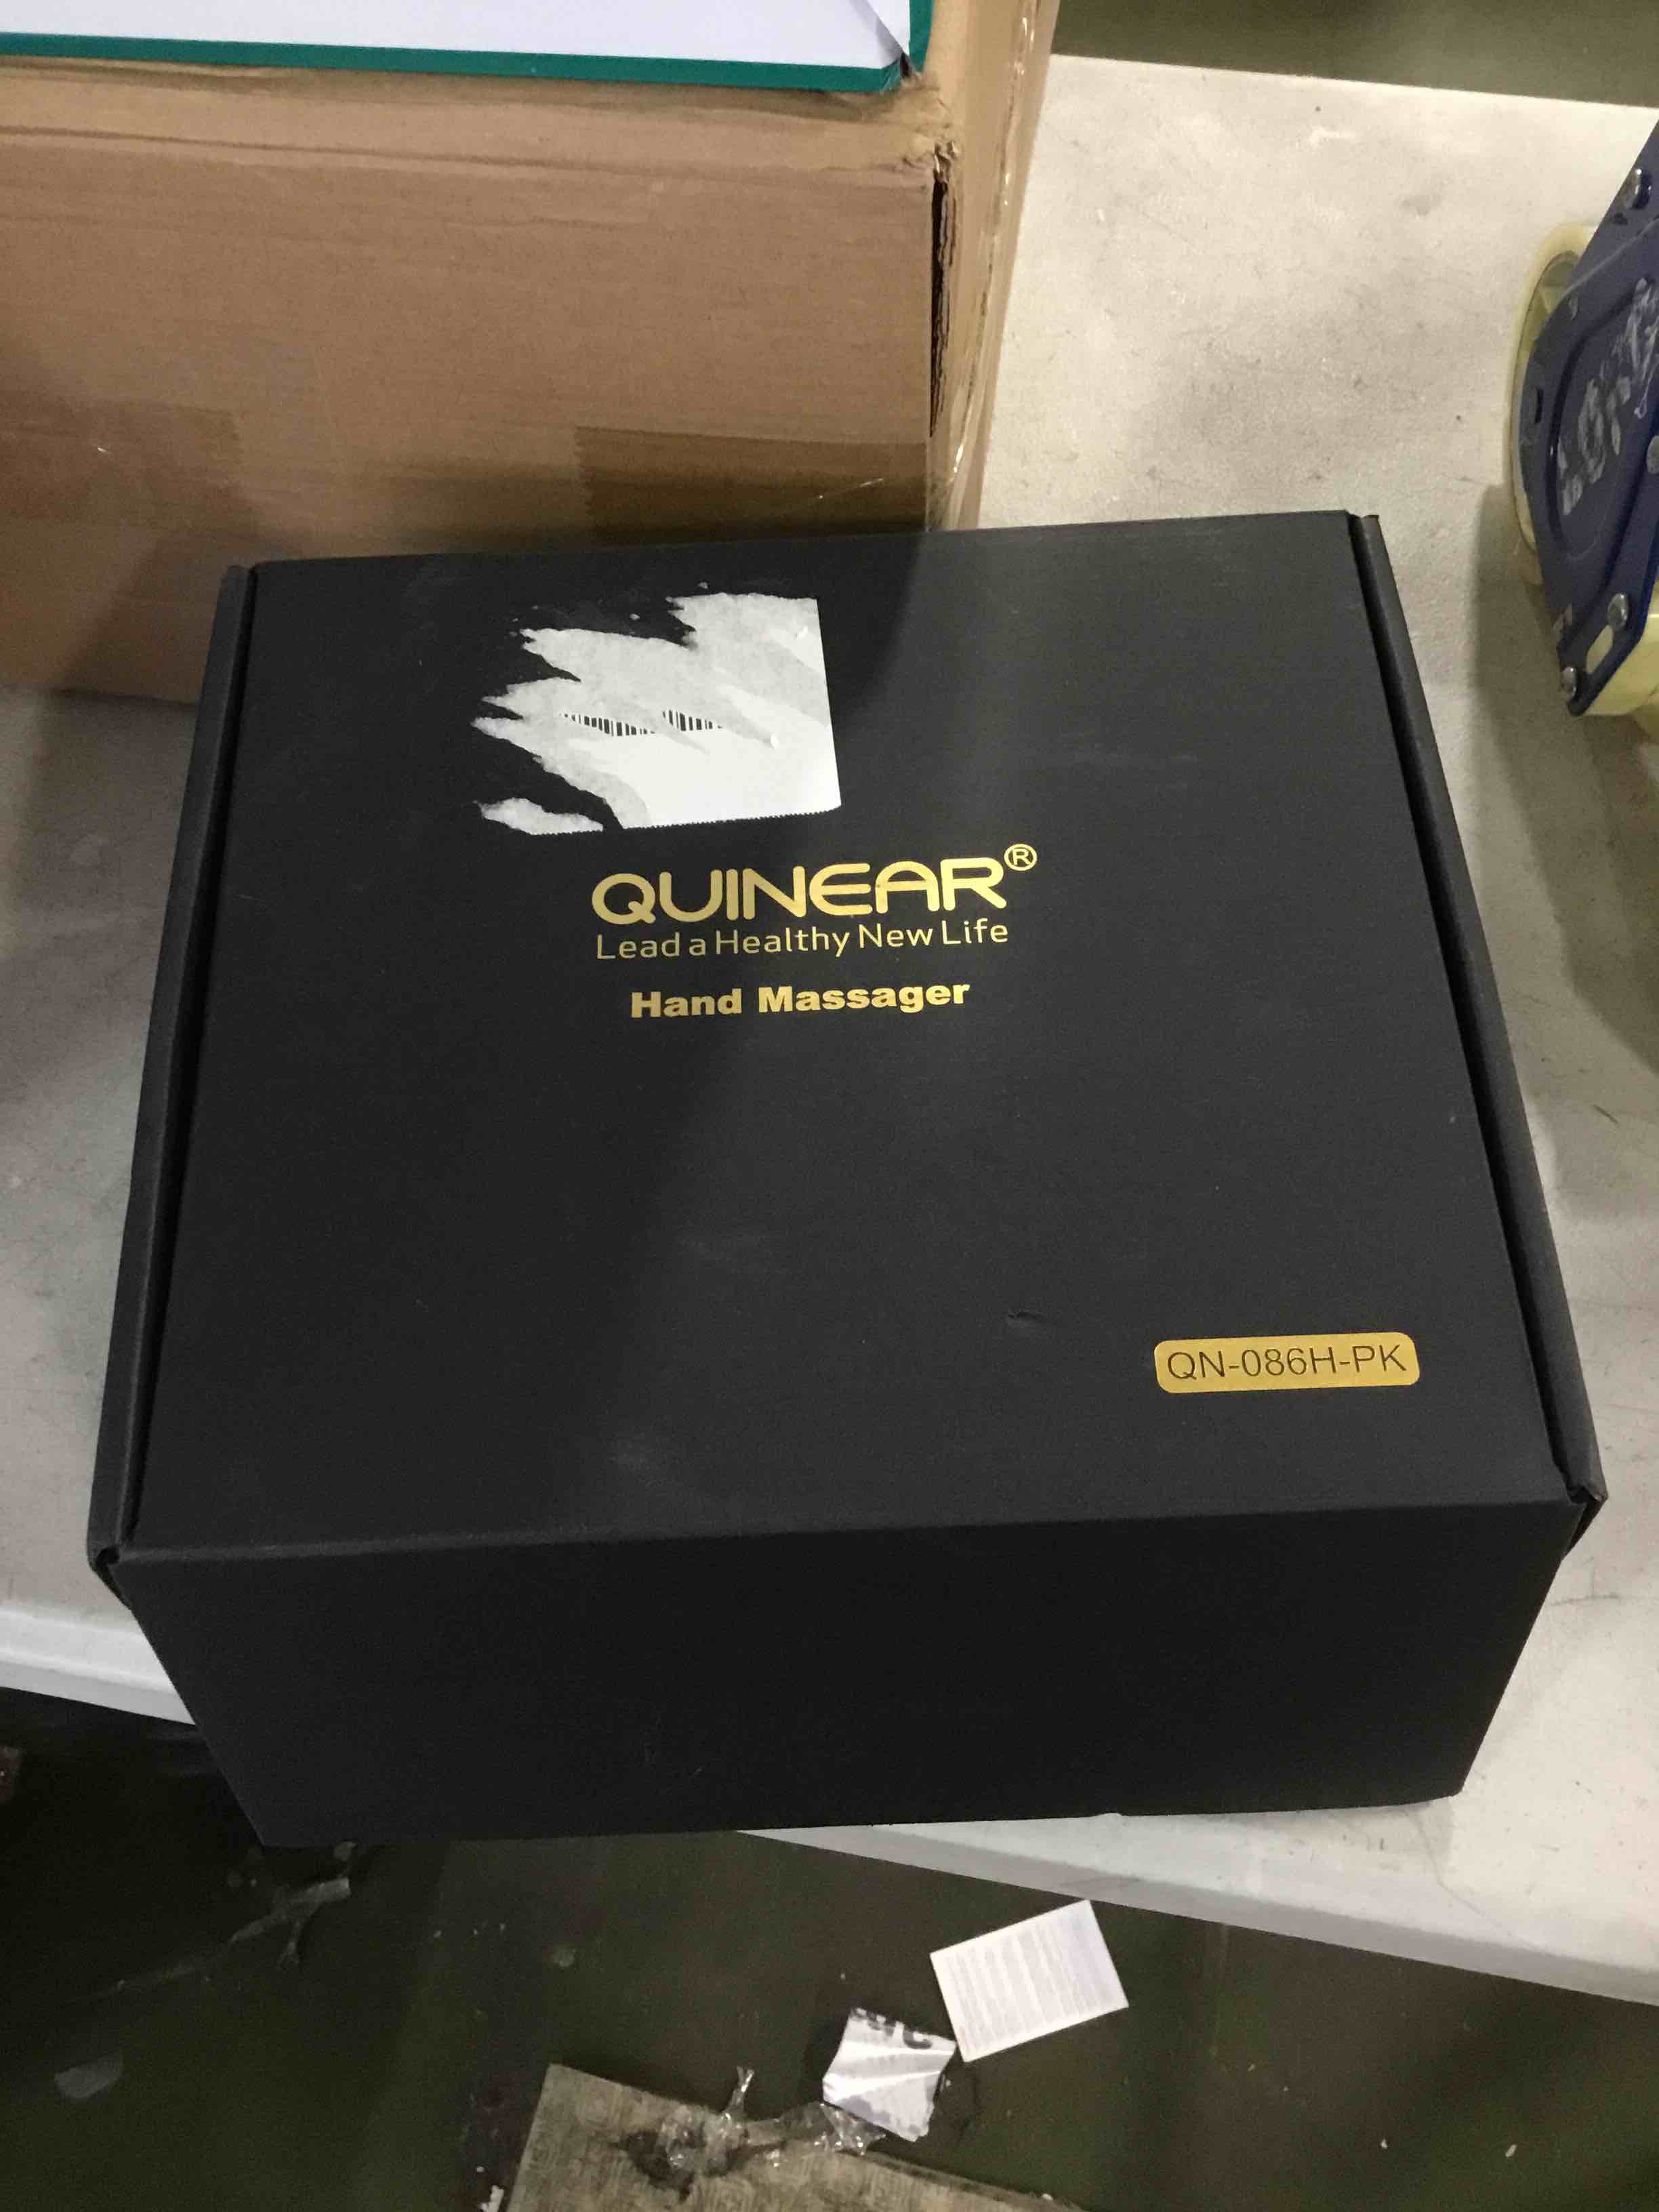 QUINEAR®
Lead a Healthy New Life
Hand Massager
QN-086H-PK